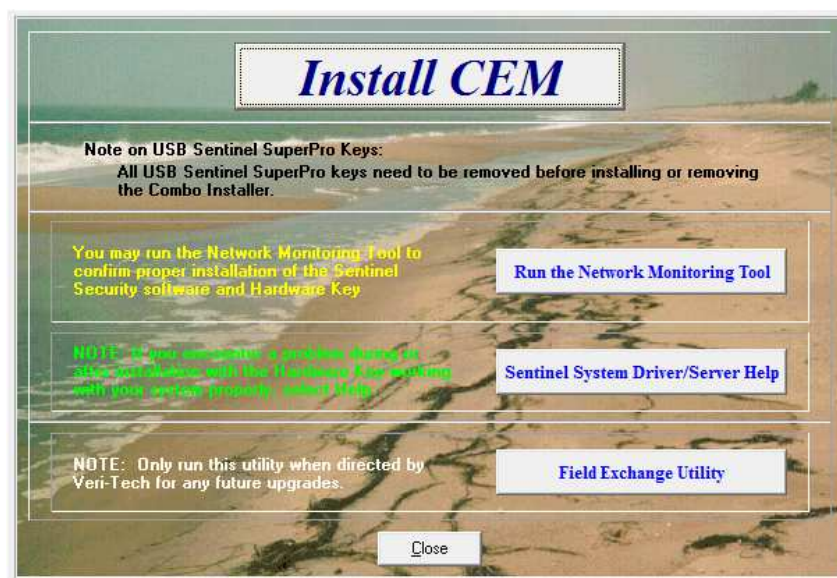 Install CEM
Note on USB Sentinel SuperPro Keys:
All USB Sentinel SuperPro keys need to be removed before installing or removing
the Combo Installer.
You may run the Network Monitoring Tool to
confirm proper installation of the Sentinel
Security software and Hardware Key
Run the Network Monitoring Tool
NOTE: If you encounter a problem during or
after installation with the Hardware Key working
with your system properly, select Help
Sentinel System Driver/Server Help
NOTE: Only run this utility when directed by
Veri-Tech for any future upgrades.
Field Exchange Utility
Close